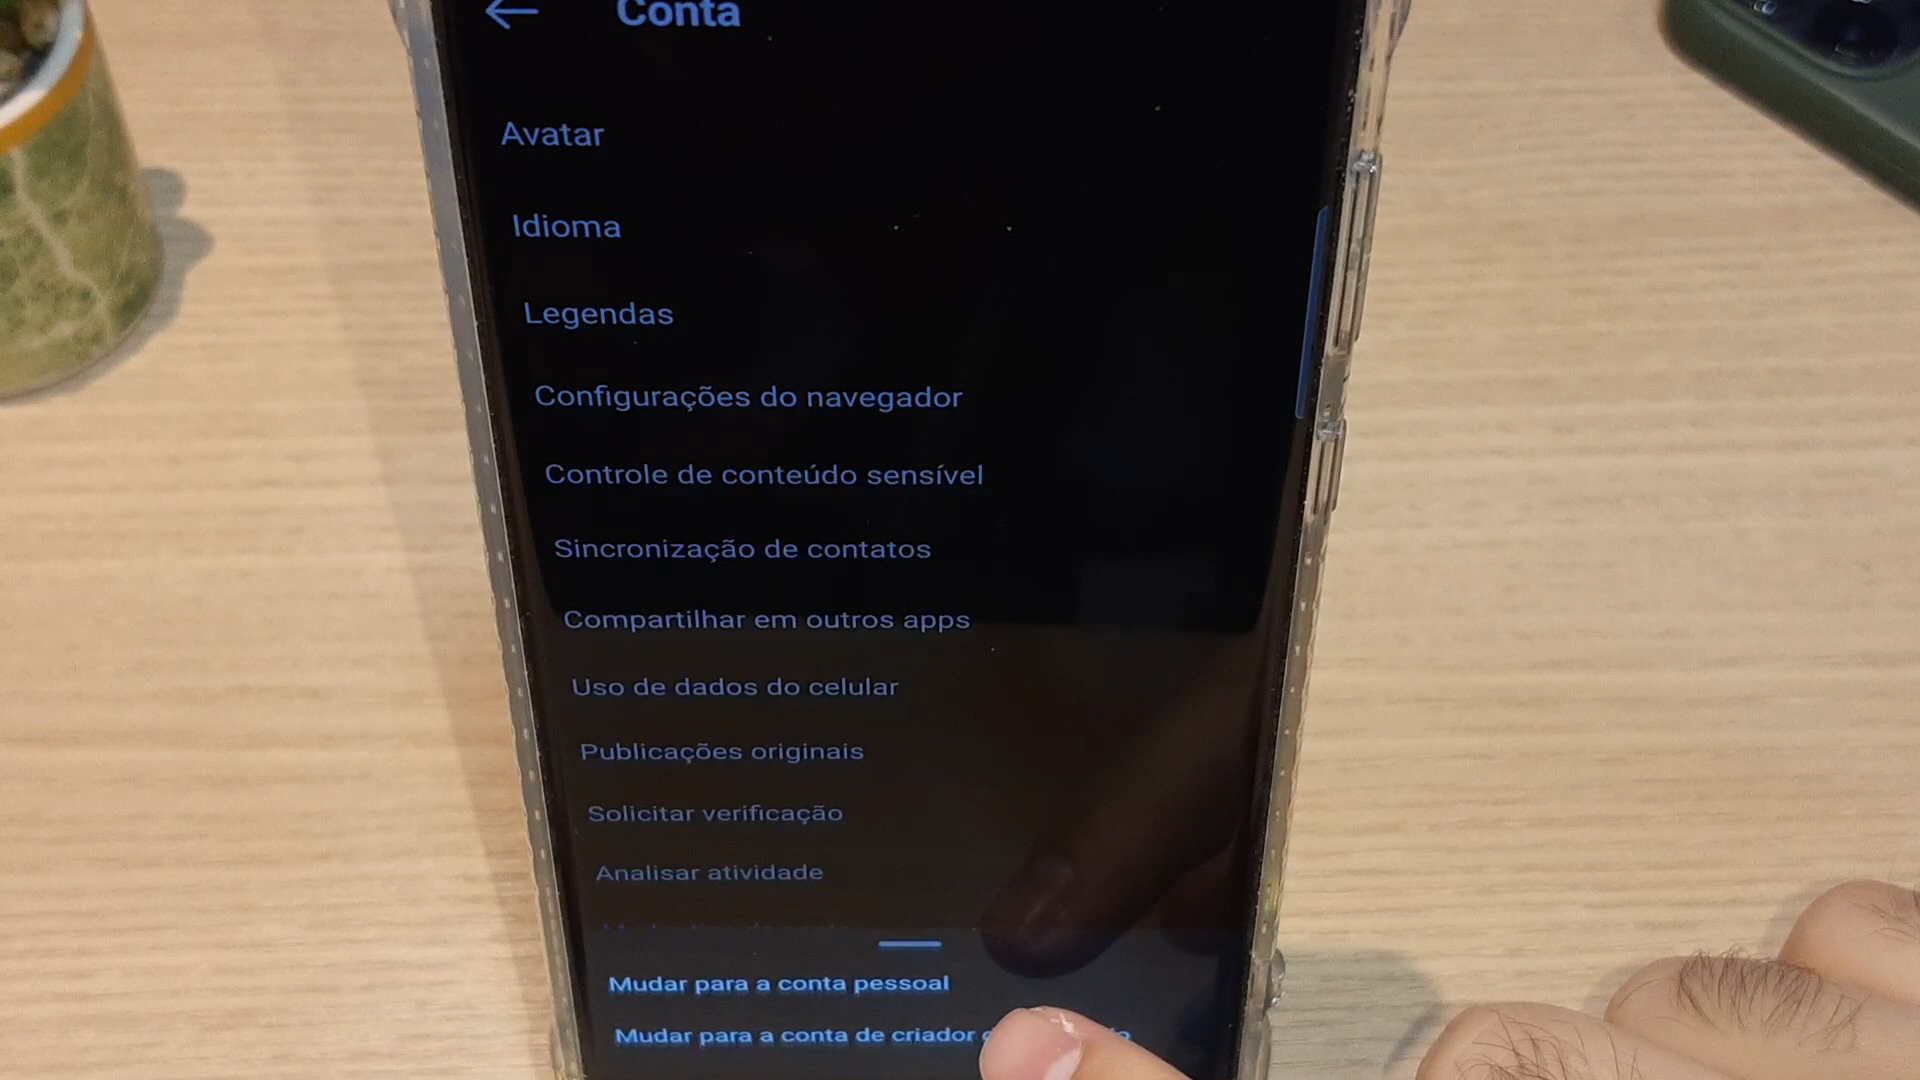 Conta
Avatar
Idioma
Legendas
Configurações do navegador
Controle de conteúdo sensível
Sincronização de contatos
Compartilhar em outros apps
Uso de dados do celular
Publicações originais
Solicitar verificação
Analisar atividade
Mudar para a conta pessoal
Mudar para a conta de criador